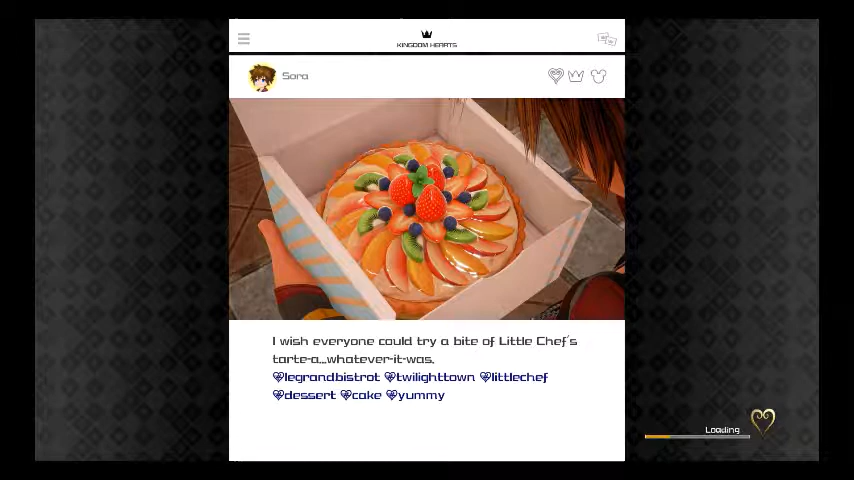 KINGDOM HEARTS
Sora
I wish everyone could try a bite of Little Chef's
tarte-a...whatever-it-was.
legrandbistrot twilighttown littlechef
dessert cake yummy
Loading